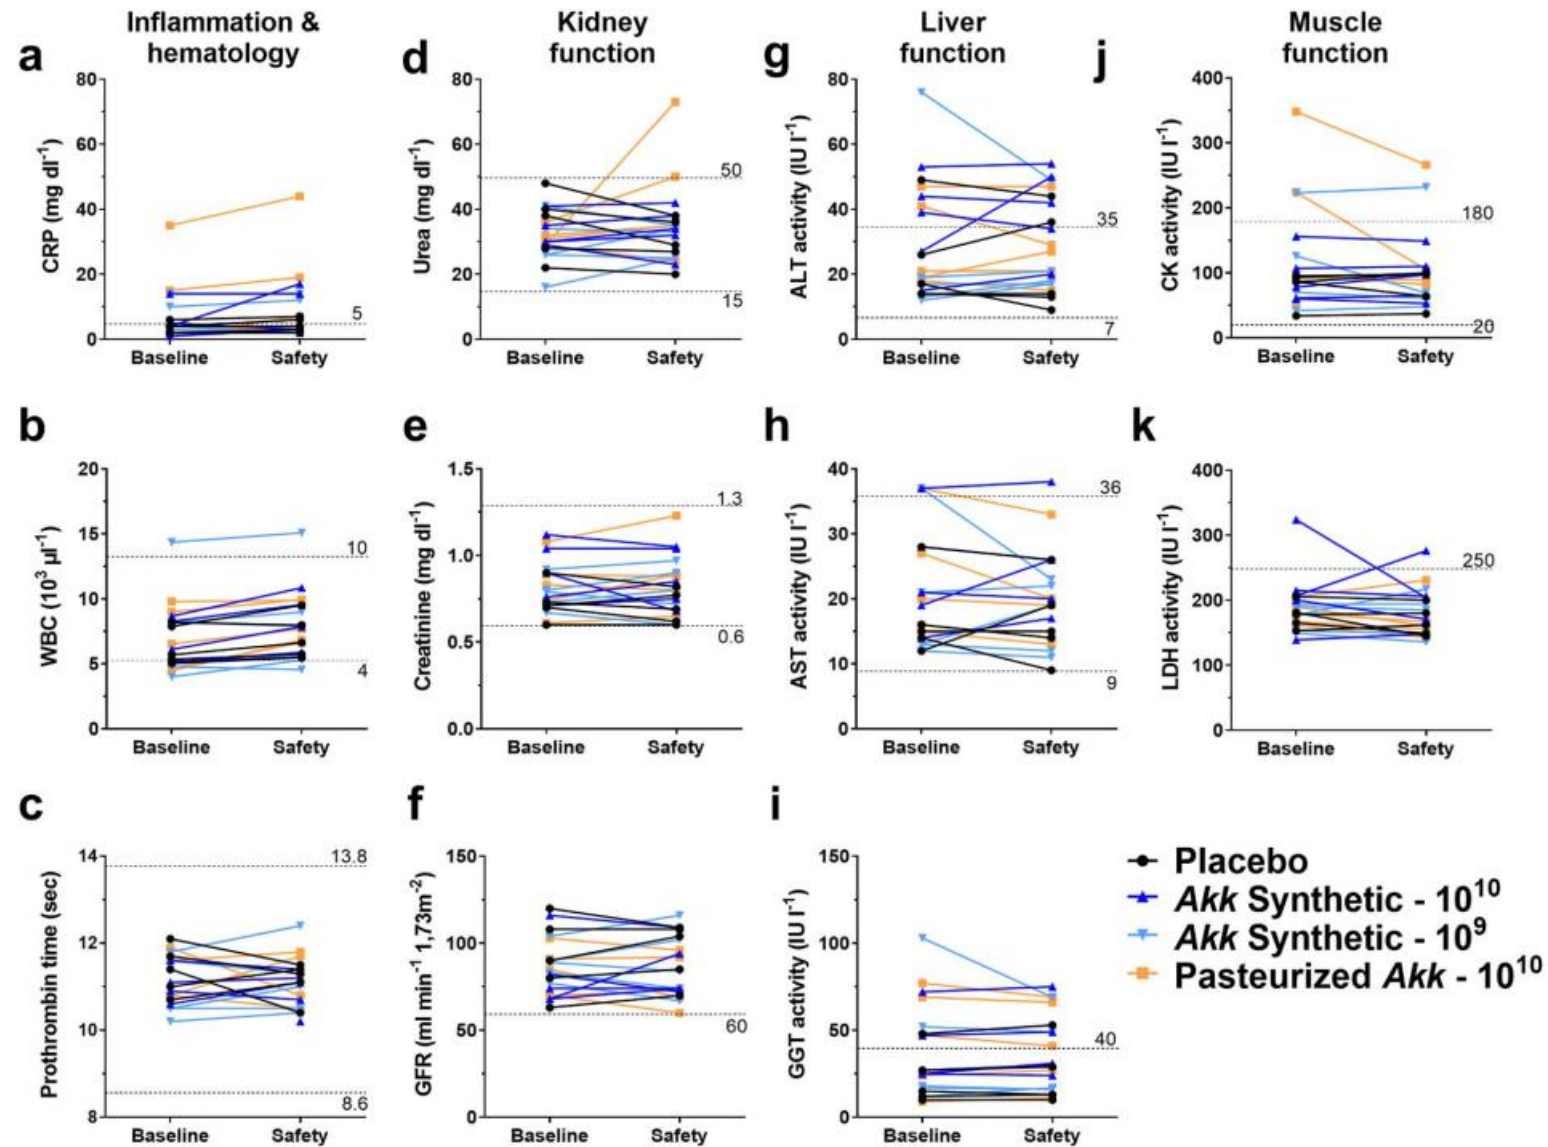 Inflammation &
hematology
Kidney
function
Liver
function
Muscle
function
a
CRP (mg dl⁻¹)
80
60
40
20
0
5
Baseline Safety
d
Urea (mg dl⁻¹)
80
60
40
20
0
50
15
Baseline Safety
g
ALT activity (IU l⁻¹)
80
60
40
20
0
35
7
Baseline Safety
j
CK activity (IU l⁻¹)
400
300
200
100
0
180
20
Baseline Safety
b
WBC (10³ µl⁻¹)
20
15
10
5
0
10
4
Baseline Safety
e
Creatinine (mg dl⁻¹)
1.5
1.0
0.5
0.0
1.3
0.6
Baseline Safety
h
AST activity (IU l⁻¹)
40
30
20
10
0
36
9
Baseline Safety
k
LDH activity (IU l⁻¹)
400
300
200
100
0
250
Baseline Safety
c
Prothrombin time (sec)
14
12
10
8
13.8
8.6
Baseline Safety
f
GFR (ml min⁻¹ 1,73m⁻²)
150
100
50
0
60
Baseline Safety
i
GGT activity (IU l⁻¹)
150
100
50
0
40
Baseline Safety
Placebo
Akk Synthetic - 10¹⁰
Akk Synthetic - 10⁹
Pasteurized Akk - 10¹⁰